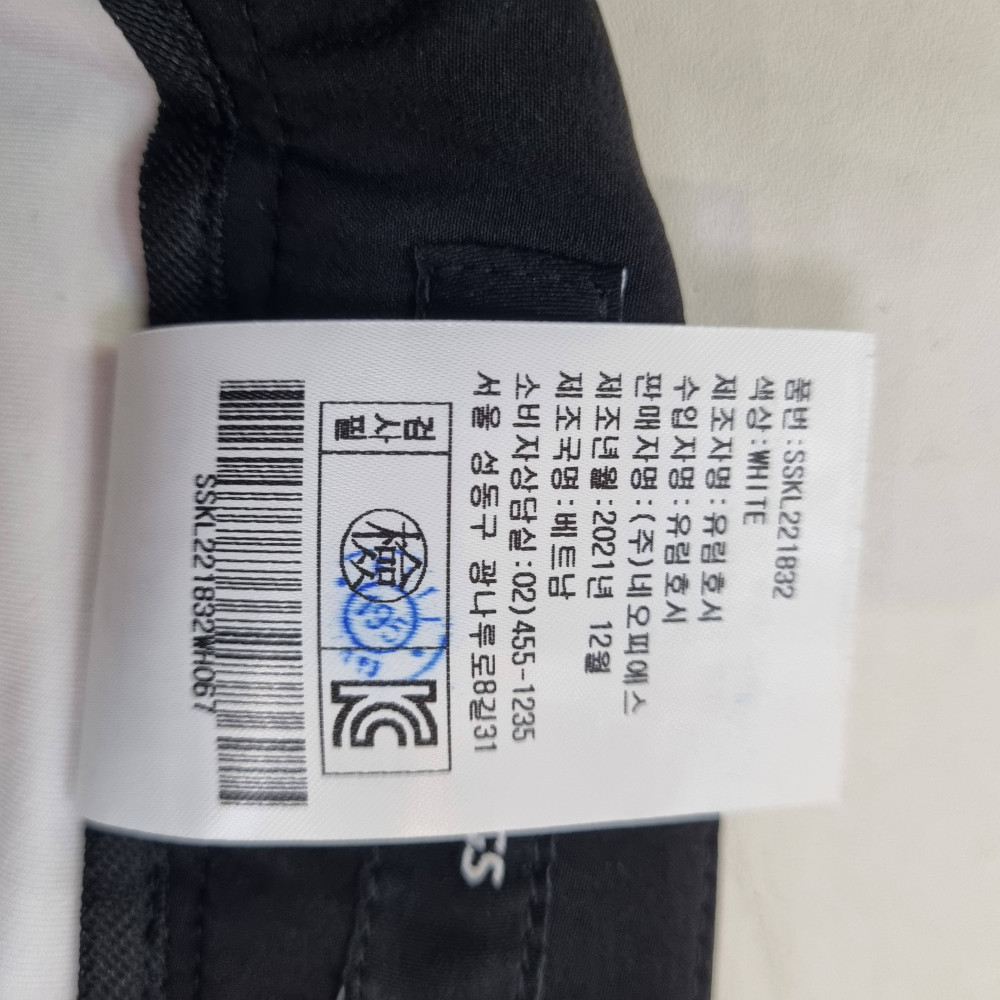 품번:SSKL221832
색상:WHITE
제조자명:유림호시
수입자명:유림호시
판매자명:(주)네오피에스
제조년월:2021년 12월
제조국명:베트남
소비자상담실:02)455-1235
서울 성동구 광나루로8길31
검사필
檢
KC
SSKL221832WH067